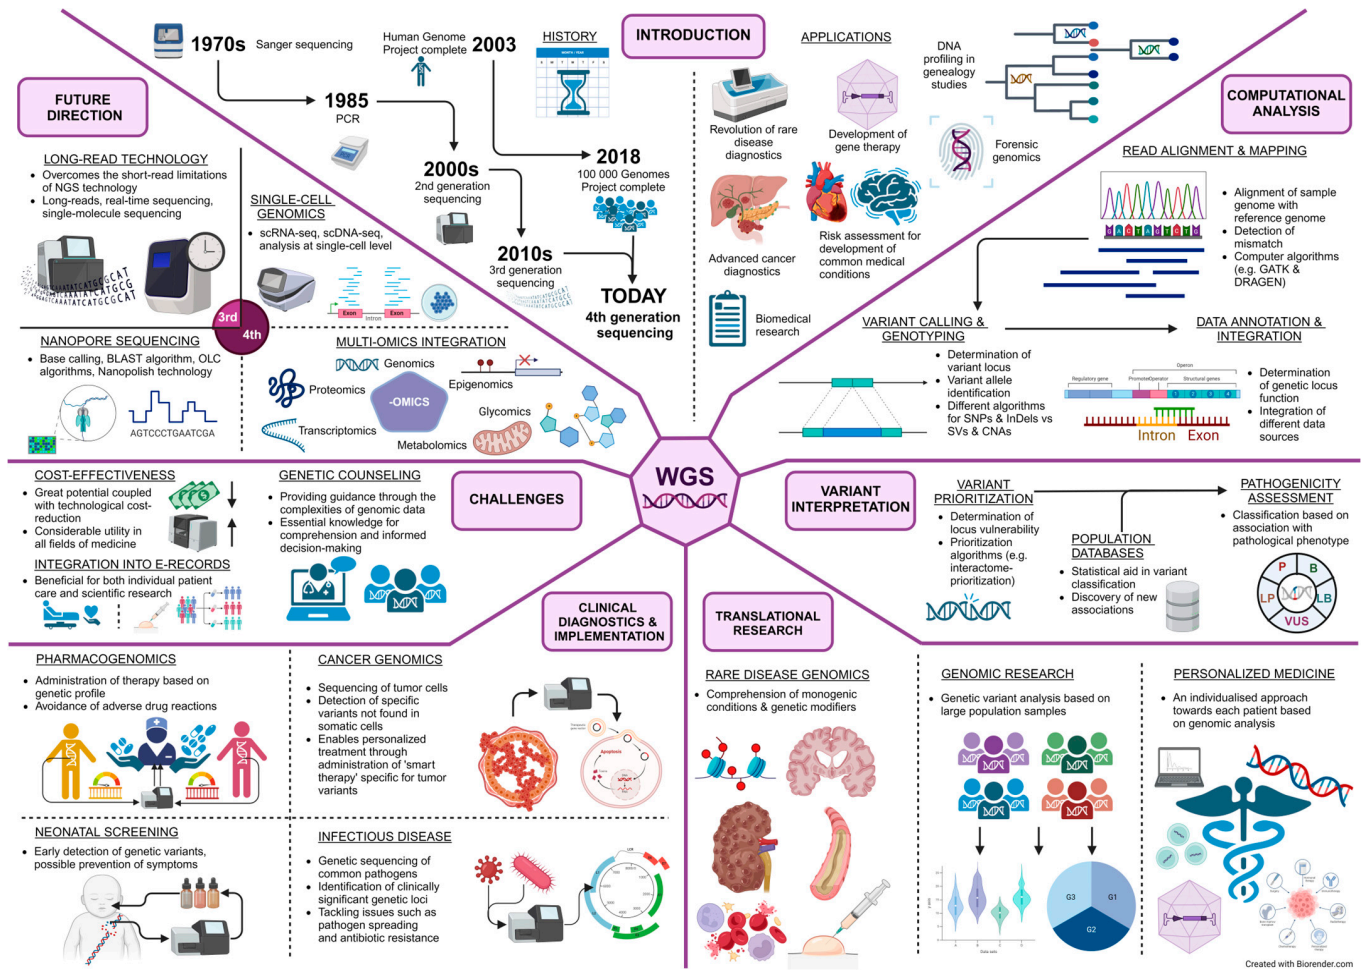 INTRODUCTION
HISTORY
1970s
Sanger sequencing
1985
PCR
Human Genome
Project complete
2003
2000s
2nd generation
sequencing
2010s
3rd generation
sequencing
2018
100 000 Genomes
Project complete
TODAY
4th generation
sequencing
APPLICATIONS
Revolution of rare
disease
diagnostics
Development of
gene therapy
DNA
profiling in
genealogy
studies
Forensic
genomics
Advanced cancer
diagnostics
Risk assessment for
development of
common medical
conditions
Biomedical
research
COMPUTATIONAL
ANALYSIS
READ ALIGNMENT & MAPPING
GACTAGTCTG
• Alignment of sample
genome with
reference genome
• Detection of
mismatch
• Computer algorithms
(e.g. GATK &
DRAGEN)
VARIANT CALLING &
GENOTYPING
• Determination of
variant locus
• Variant allele
identification
• Different algorithms
for SNPs & InDels vs
SVs & CNAs
DATA ANNOTATION &
INTEGRATION
Operon
Regulatory gene
PromoterOperator
Structural genes
1 2 3 4
Intron Exon
• Determination
of genetic locus
function
• Integration of
different data
sources
FUTURE
DIRECTION
LONG-READ TECHNOLOGY
• Overcomes the short-read limitations
of NGS technology
• Long-reads, real-time sequencing,
single-molecule sequencing
SINGLE-CELL
GENOMICS
• scRNA-seq, scDNA-seq,
analysis at single-cell level
Exon
Intron
Exon
3rd
4th
NANOPORE SEQUENCING
• Base calling, BLAST algorithm, OLC
algorithms, Nanopolish technology
AGTCCCTGAATCGA
MULTI-OMICS INTEGRATION
Genomics
Proteomics
-OMICS
Epigenomics
Glycomics
Transcriptomics
Metabolomics
WGS
CHALLENGES
COST-EFFECTIVENESS
• Great potential coupled
with technological cost-
reduction
• Considerable utility in
all fields of medicine
INTEGRATION INTO E-RECORDS
• Beneficial for both individual patient
care and scientific research
GENETIC COUNSELING
• Providing guidance through the
complexities of genomic data
• Essential knowledge for
comprehension and informed
decision-making
VARIANT
INTERPRETATION
VARIANT
PRIORITIZATION
• Determination of
locus vulnerability
• Prioritization
algorithms (e.g.
interactome-
prioritization)
POPULATION
DATABASES
• Statistical aid in variant
classification
• Discovery of new
associations
PATHOGENICITY
ASSESSMENT
• Classification based on
association with
pathological phenotype
P
B
LP
LB
VUS
CLINICAL
DIAGNOSTICS &
IMPLEMENTATION
PHARMACOGENOMICS
• Administration of therapy based on
genetic profile
• Avoidance of adverse drug reactions
NEONATAL SCREENING
• Early detection of genetic variants,
possible prevention of symptoms
CANCER GENOMICS
• Sequencing of tumor cells
• Detection of specific
variants not found in
somatic cells
• Enables personalized
treatment through
administration of 'smart
therapy' specific for tumor
variants
Apoptosis
INFECTIOUS DISEASE
• Genetic sequencing of
common pathogens
• Identification of clinically
significant genetic loci
• Tackling issues such as
pathogen spreading
and antibiotic resistance
TRANSLATIONAL
RESEARCH
RARE DISEASE GENOMICS
• Comprehension of monogenic
conditions & genetic modifiers
GENOMIC RESEARCH
• Genetic variant analysis based on
large population samples
Data sets
G3
G1
G2
PERSONALIZED MEDICINE
• An individualised approach
towards each patient based
on genomic analysis
Created with Biorender.com